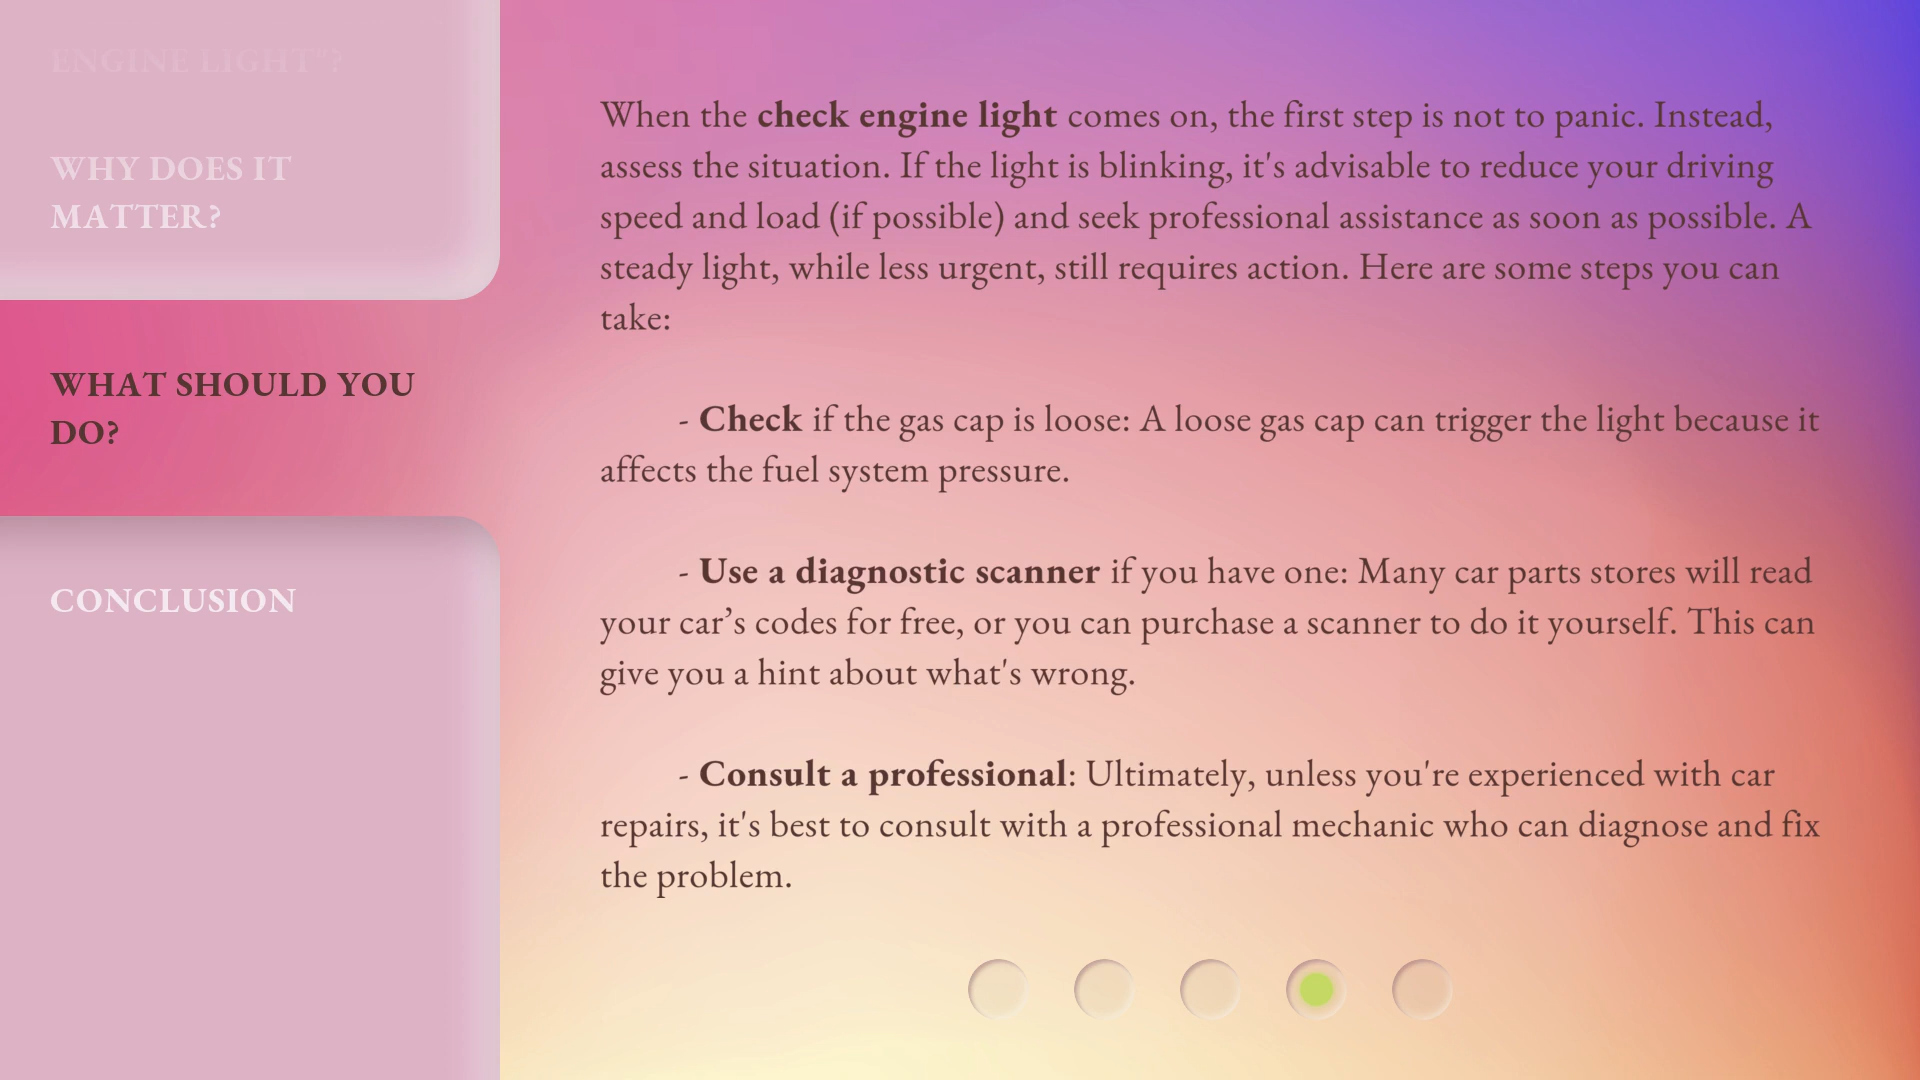 ENGINE LIGHT"?
WHY DOES IT
MATTER?
WHAT SHOULD YOU
DO?
CONCLUSION
When the check engine light comes on, the first step is not to panic. Instead,
assess the situation. If the light is blinking, it's advisable to reduce your driving
speed and load (if possible) and seek professional assistance as soon as possible. A
steady light, while less urgent, still requires action. Here are some steps you can
take:
- Check if the gas cap is loose: A loose gas cap can trigger the light because it
affects the fuel system pressure.
- Use a diagnostic scanner if you have one: Many car parts stores will read
your car’s codes for free, or you can purchase a scanner to do it yourself. This can
give you a hint about what's wrong.
- Consult a professional: Ultimately, unless you're experienced with car
repairs, it's best to consult with a professional mechanic who can diagnose and fix
the problem.